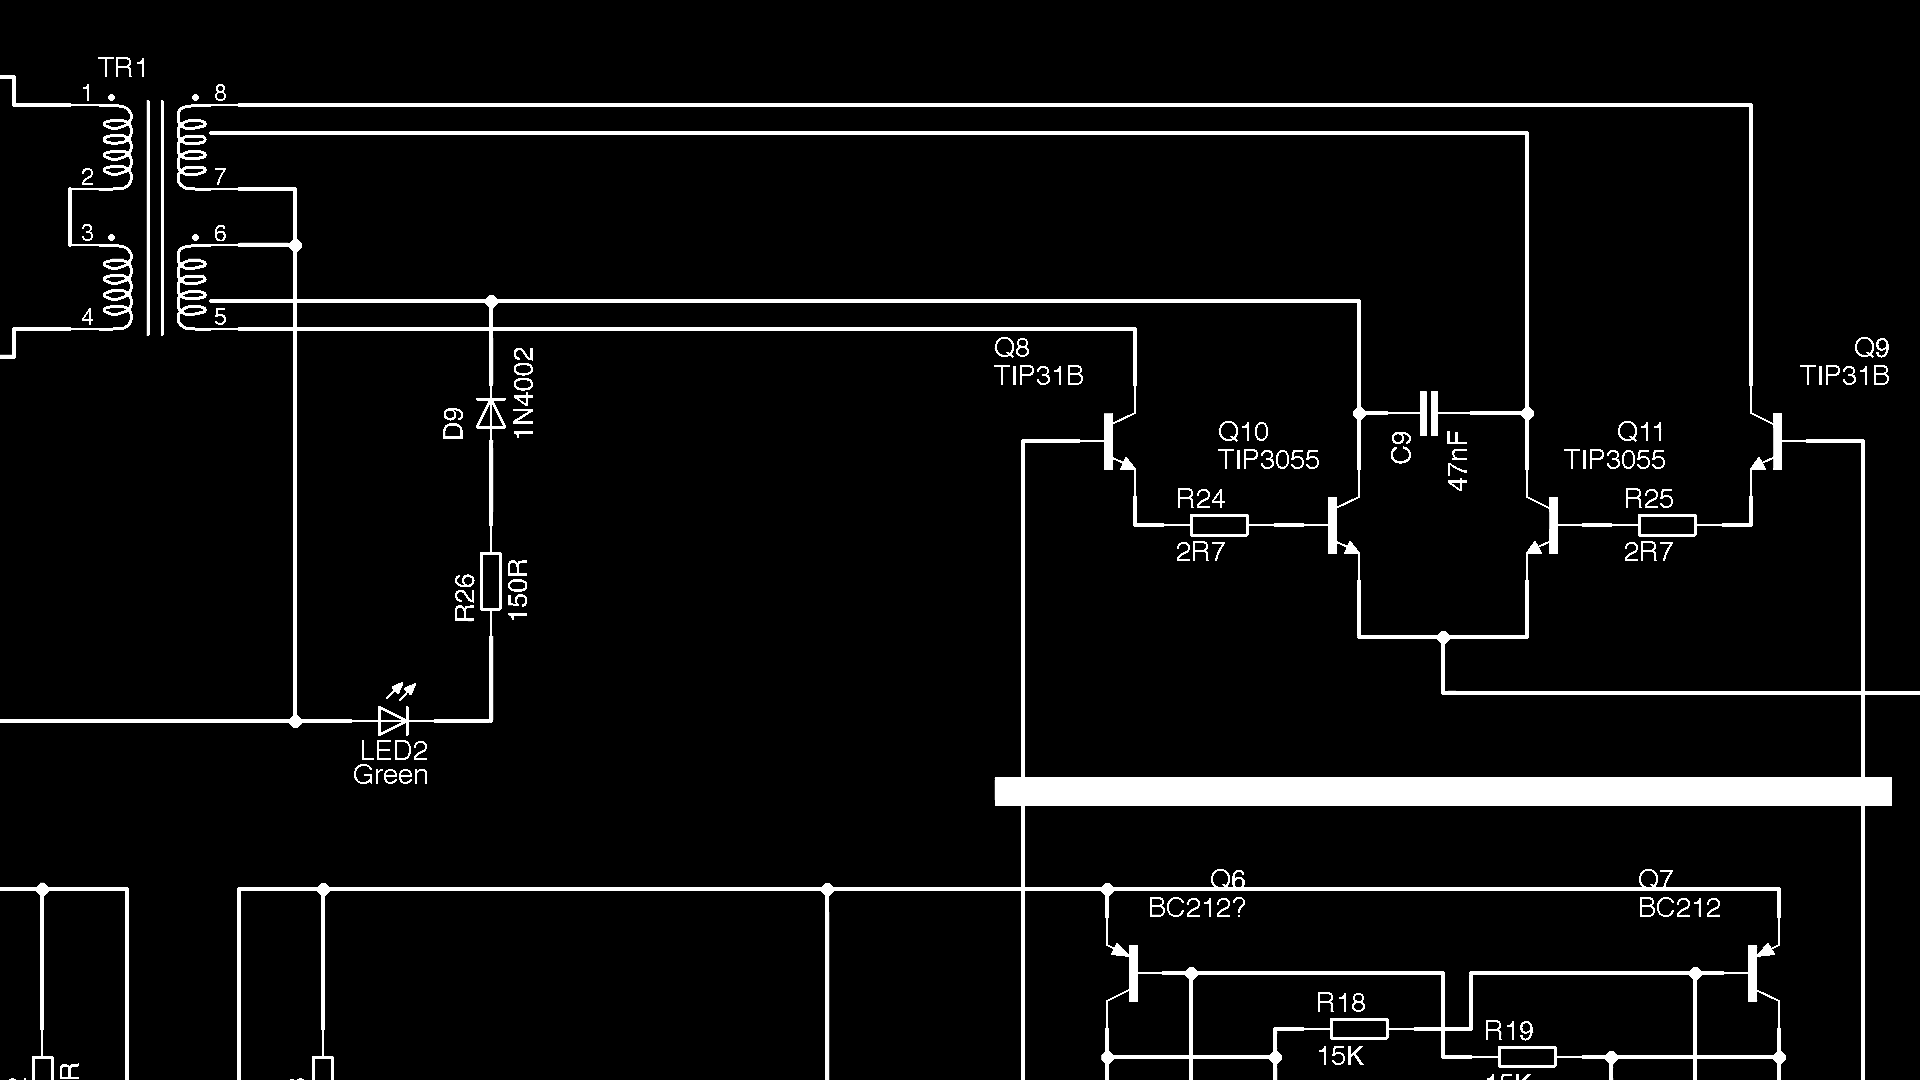 TR1
1
8
2
7
3
6
4
5
D9
1N4002
Q8
TIP31B
Q9
TIP31B
Q10
TIP3055
C9
47nF
Q11
TIP3055
R24
2R7
R25
2R7
R26
150R
LED2
Green
Q6
BC212?
Q7
BC212
R18
15K
R19
15K
R